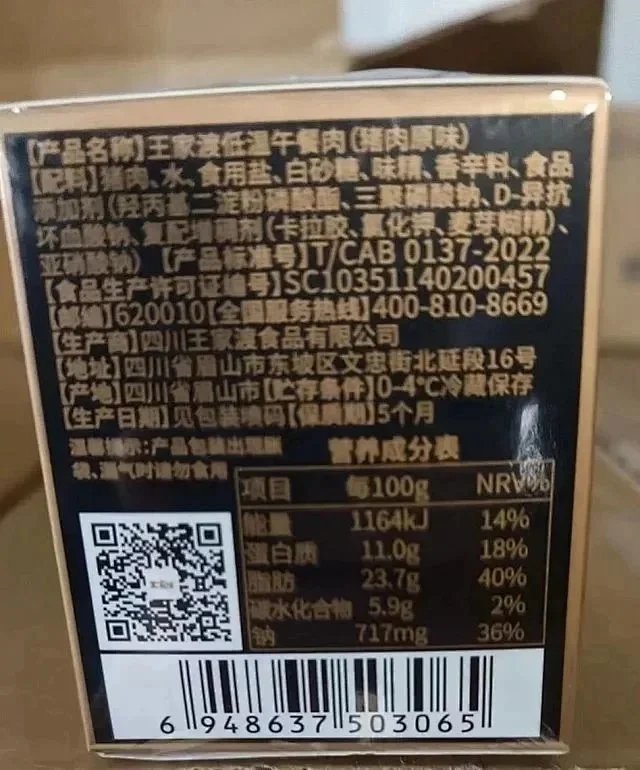 【产品名称】王家渡低温午餐肉(猪肉原味)
【配料】猪肉、水、食用盐、白砂糖、味精、香辛料、食品
添加剂(羟丙基二淀粉磷酸酯、三聚磷酸钠、D-异抗
坏血酸钠、复配增稠剂(卡拉胶、氯化钾、麦芽糊精)、
亚硝酸钠) 【产品标准号】T/CAB 0137-2022
【食品生产许可证编号】SC10351140200457
【邮编】620010【全国服务热线】400-810-8669
【生产商】四川王家渡食品有限公司
【地址】四川省眉山市东坡区文忠街北延段16号
【产地】四川省眉山市【贮存条件】0-4℃冷藏保存
【生产日期】见包装喷码【保质期】5个月
温馨提示:产品包装出现胀
袋、漏气时请勿食用
营养成分表
项目 每100g NRV%
能量 1164kJ 14%
蛋白质 11.0g 18%
脂肪 23.7g 40%
碳水化合物 5.9g 2%
钠 717mg 36%
6 948637 503065